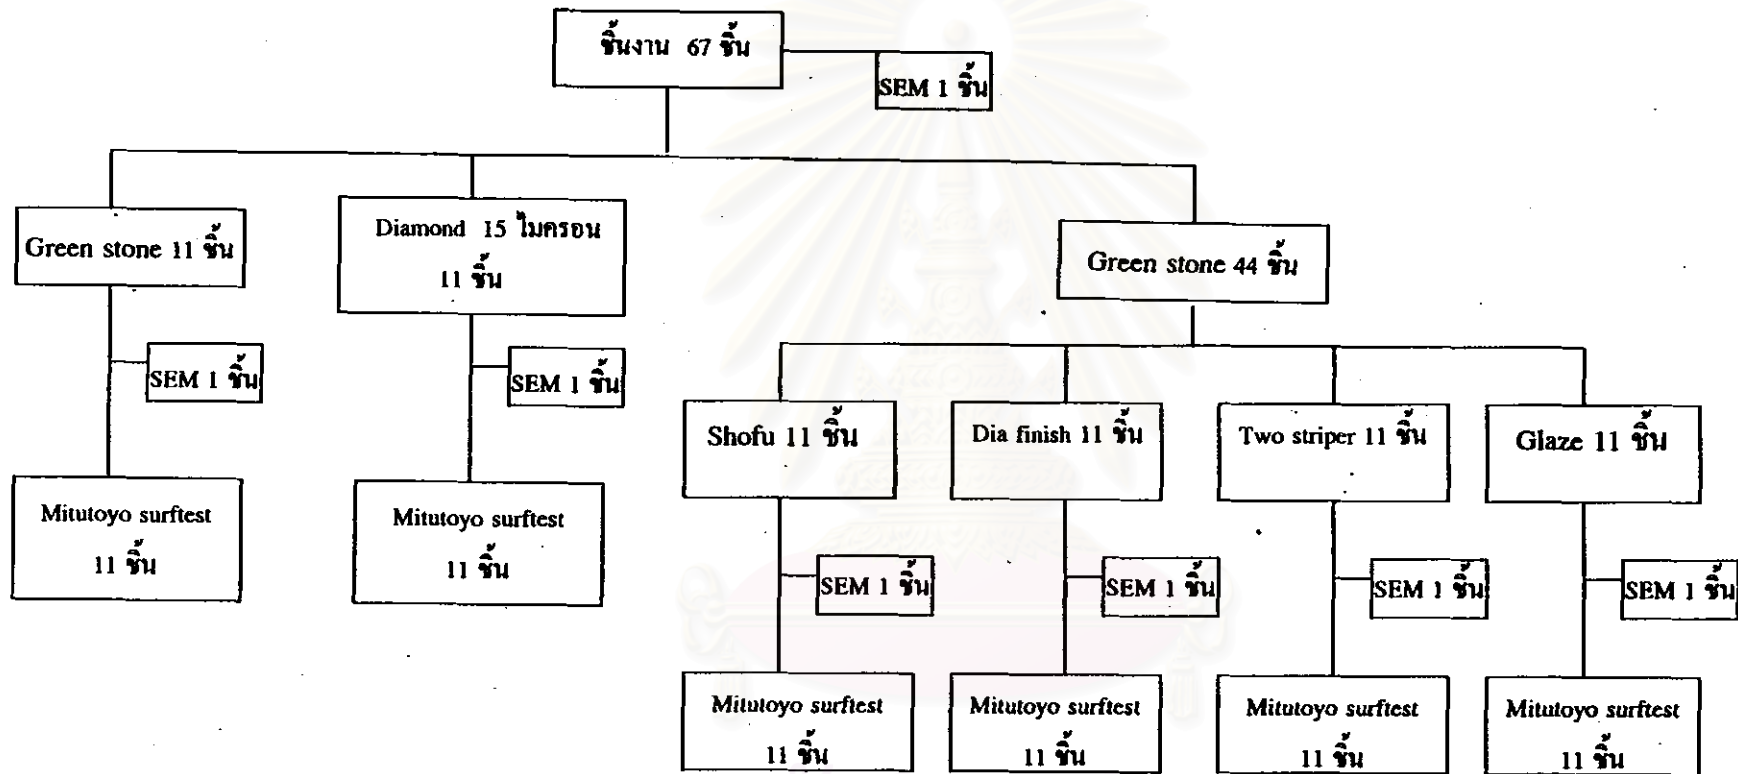 ชิ้นงาน 67 ชิ้น
SEM 1 ชิ้น
Green stone 11 ชิ้น
Diamond 15 ไมครอน
11 ชิ้น
Green stone 44 ชิ้น
SEM 1 ชิ้น
SEM 1 ชิ้น
Shofu 11 ชิ้น
Dia finish 11 ชิ้น
Two striper 11 ชิ้น
Glaze 11 ชิ้น
Mitutoyo surftest
11 ชิ้น
Mitutoyo surftest
11 ชิ้น
SEM 1 ชิ้น
SEM 1 ชิ้น
SEM 1 ชิ้น
SEM 1 ชิ้น
Mitutoyo surftest
11 ชิ้น
Mitutoyo surftest
11 ชิ้น
Mitutoyo surftest
11 ชิ้น
Mitutoyo surftest
11 ชิ้น